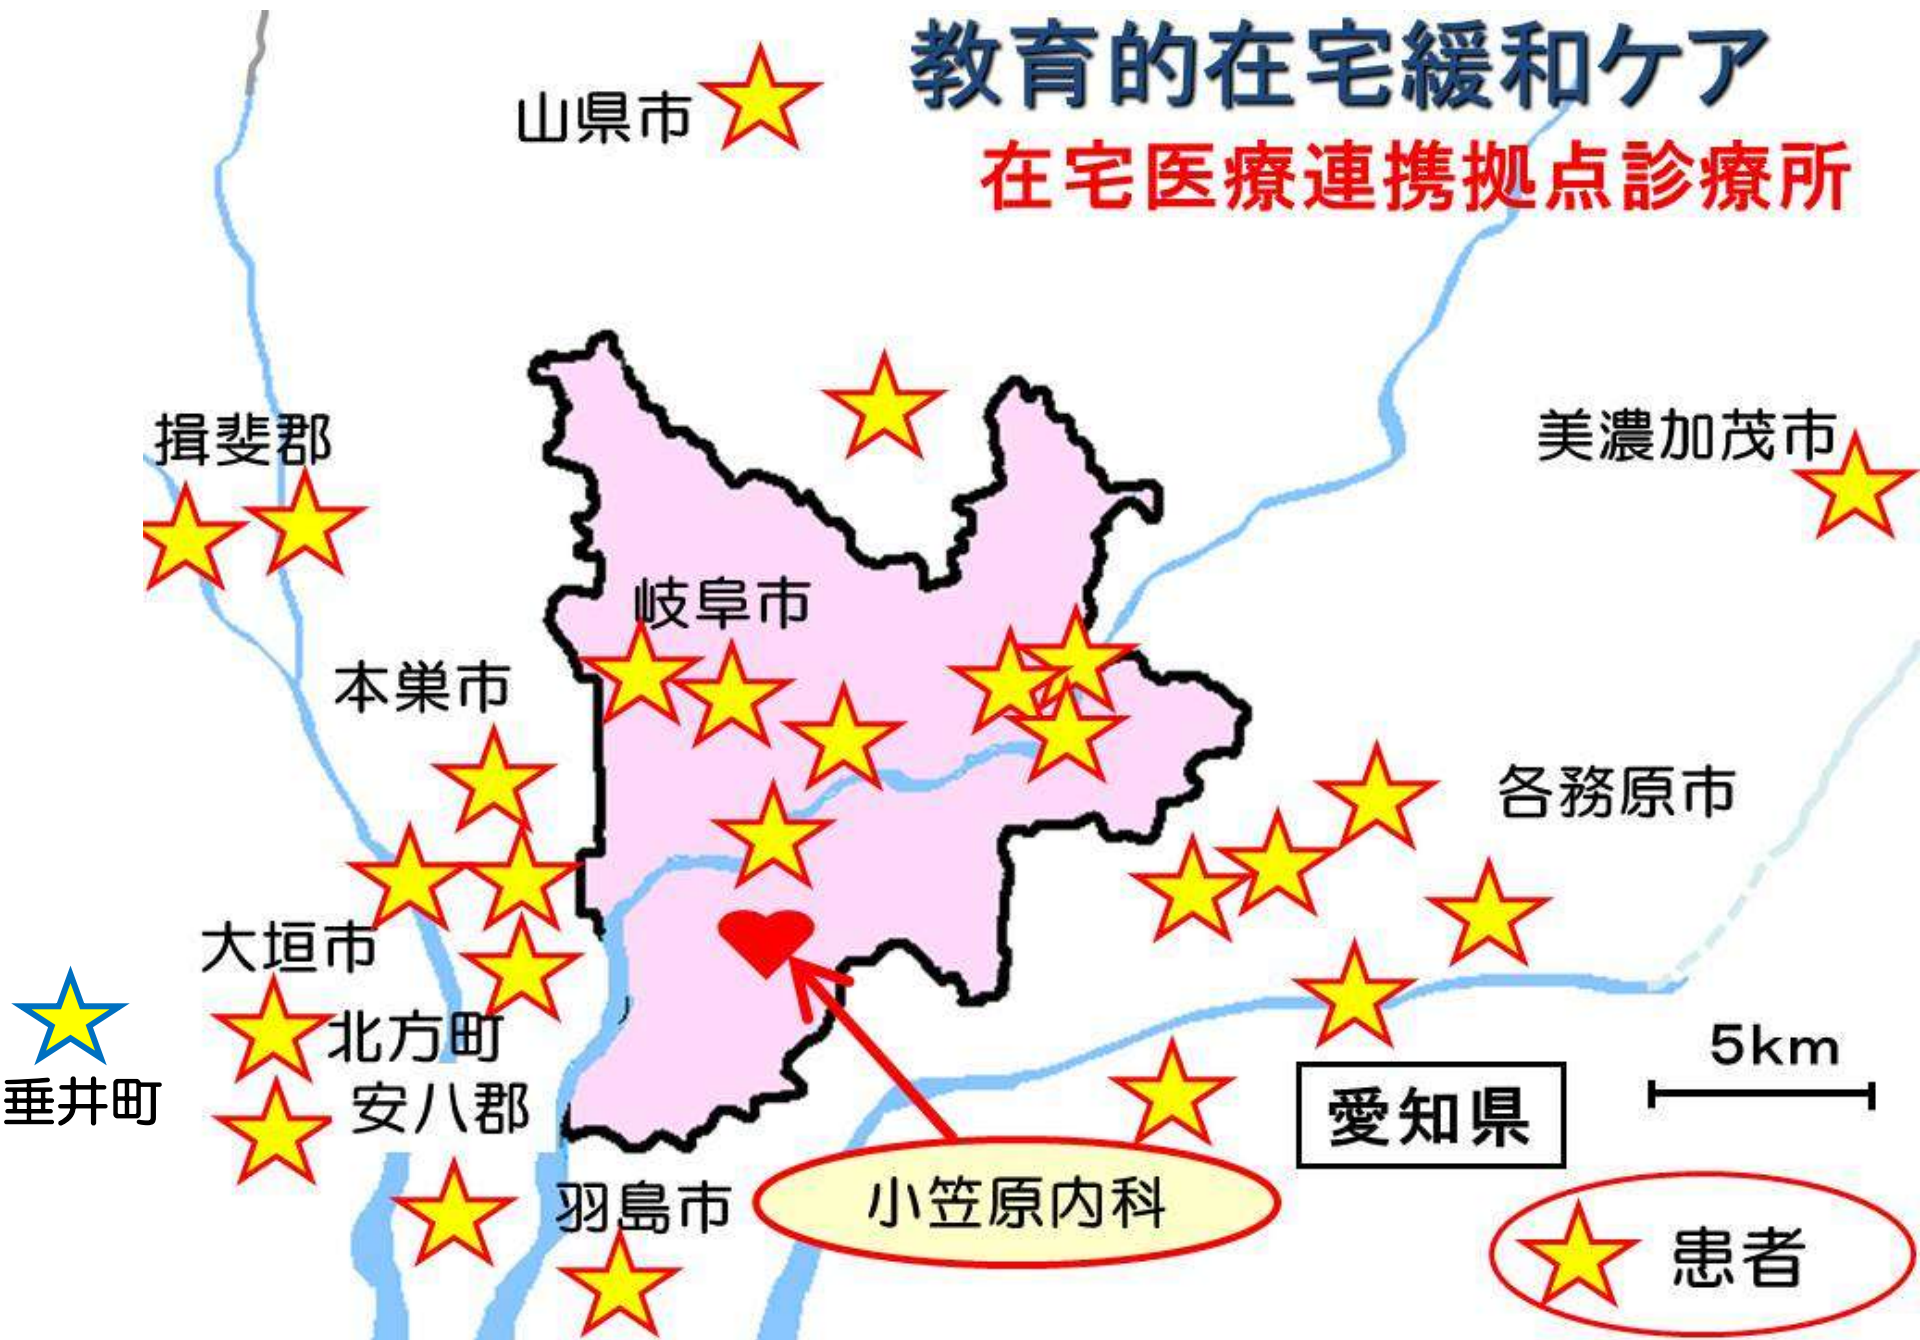 教育的在宅緩和ケア
在宅医療連携拠点診療所
山県市
揖斐郡
美濃加茂市
岐阜市
本巣市
各務原市
大垣市
北方町
垂井町
安八郡
5km
愛知県
羽島市
小笠原内科
患者